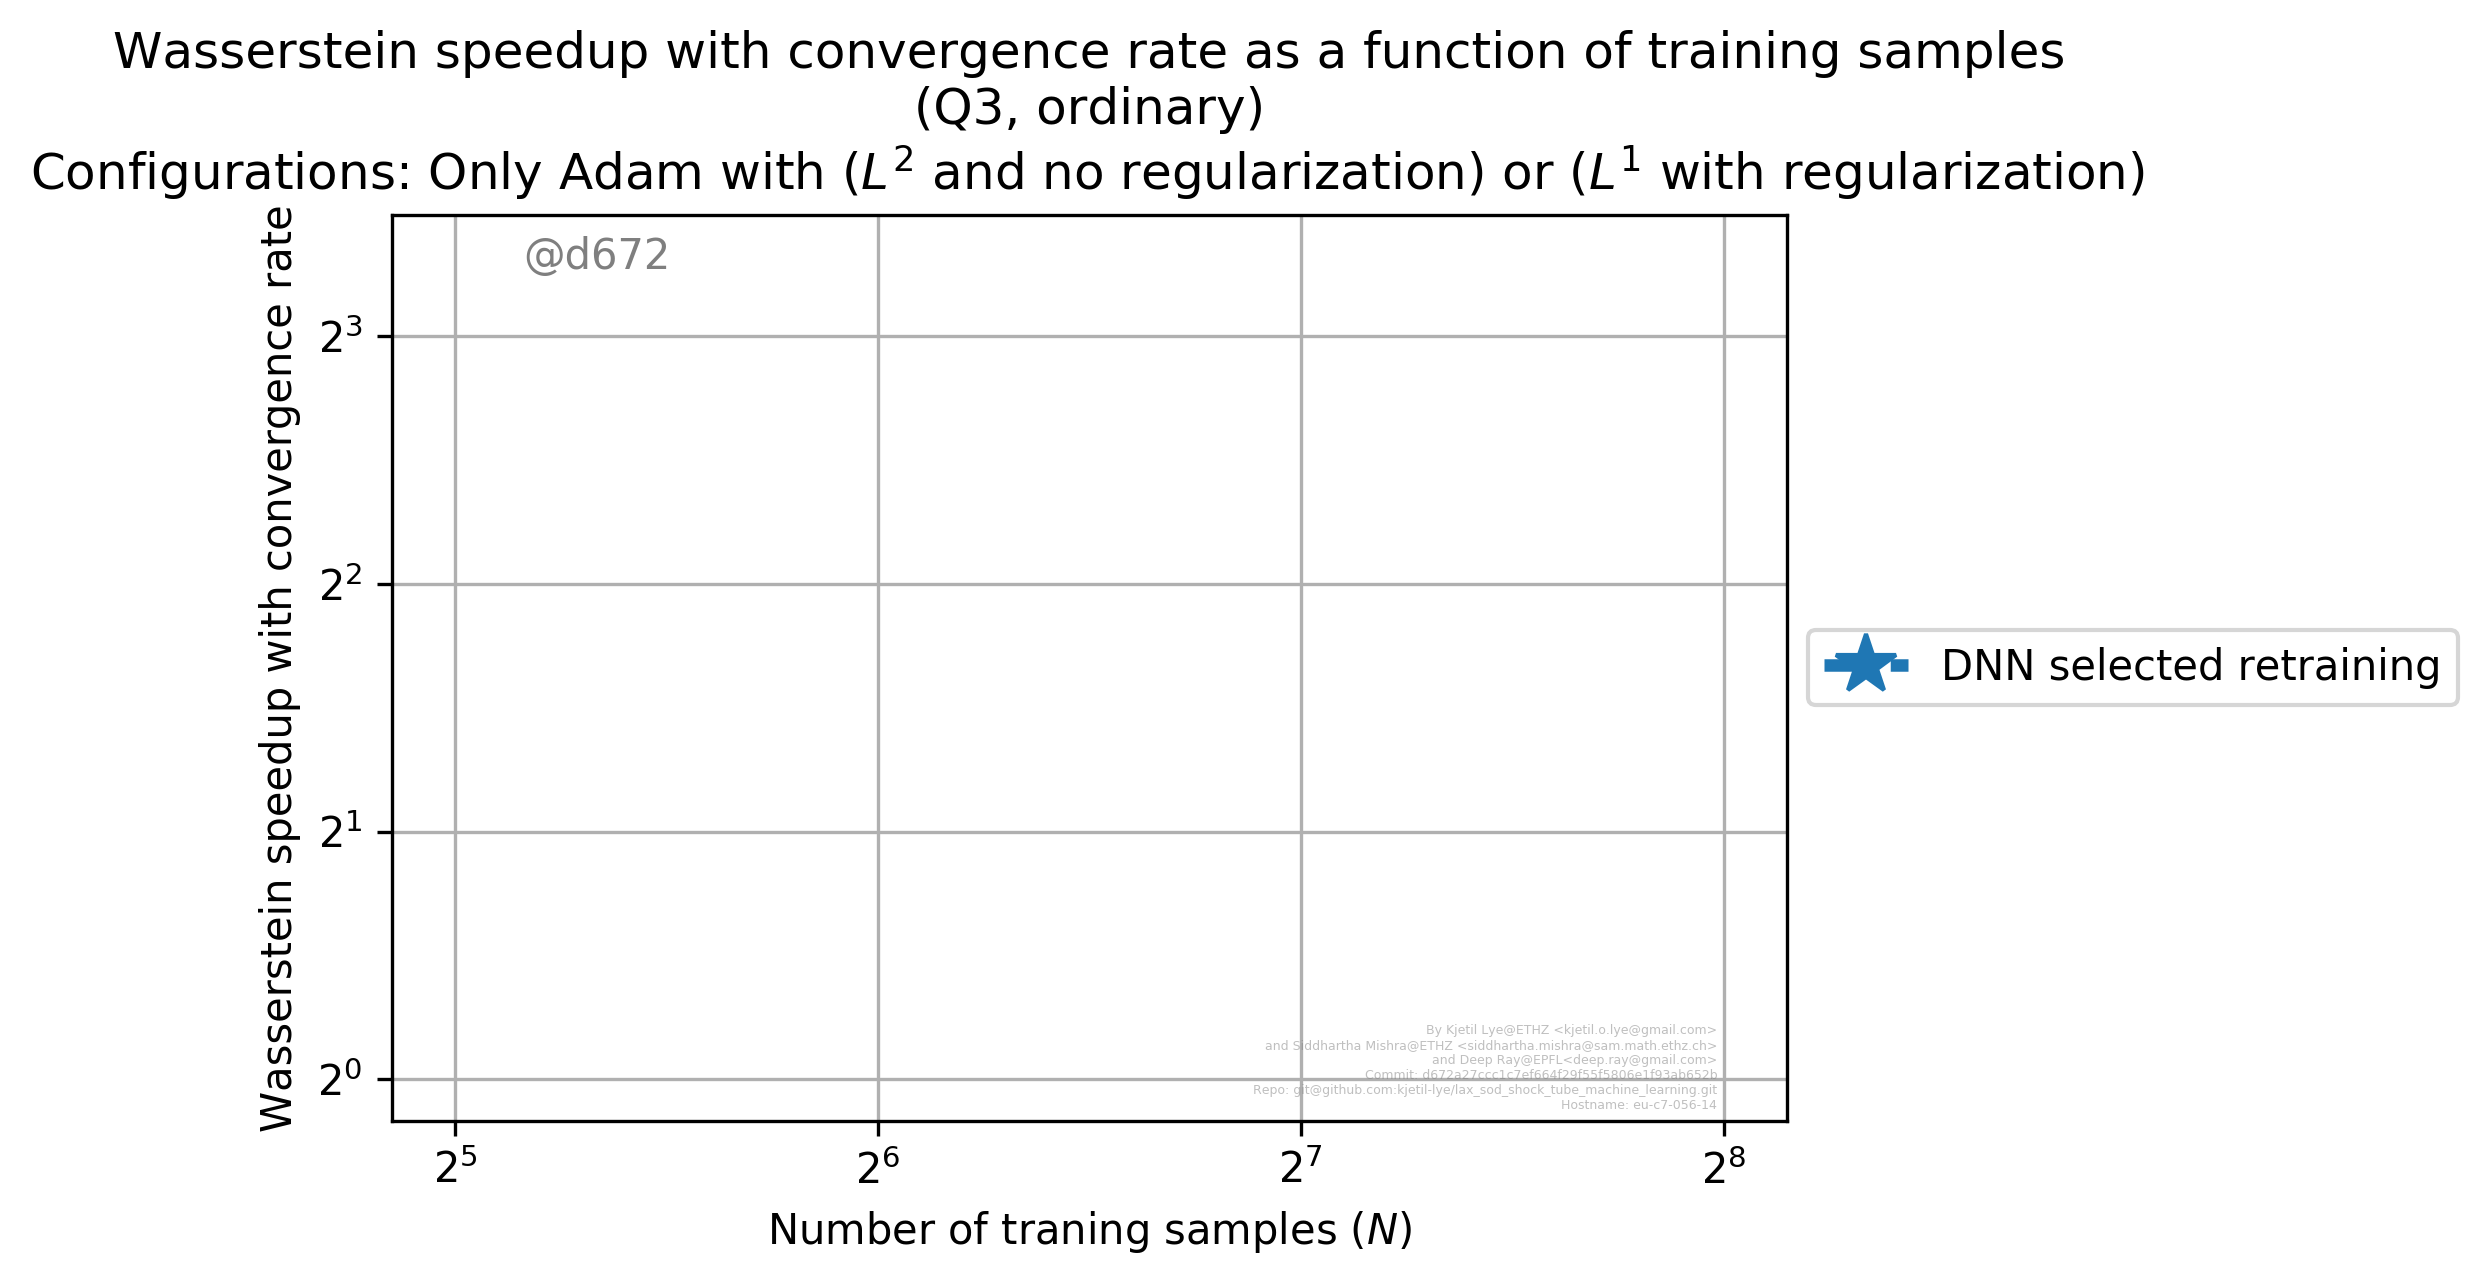 Wasserstein speedup with convergence rate as a function of training samples
(Q3, ordinary)
Configurations: Only Adam with (L² and no regularization) or (L¹ with regularization)
Wasserstein speedup with convergence rate
@d672
2³
2²
2¹
2⁰
DNN selected retraining
By Kjetil Lye@ETHZ <kjetil.o.lye@gmail.com>
and Siddhartha Mishra@ETHZ <siddhartha.mishra@sam.math.ethz.ch>
and Deep Ray@EPFL<deep.ray@gmail.com>
Commit: d672a27ccc1c7ef664f29f55f5806e1f93ab652b
Repo: git@github.com:kjetil-lye/lax_sod_shock_tube_machine_learning.git
Hostname: eu-c7-056-14
2⁵ 2⁶ 2⁷ 2⁸
Number of traning samples (N)